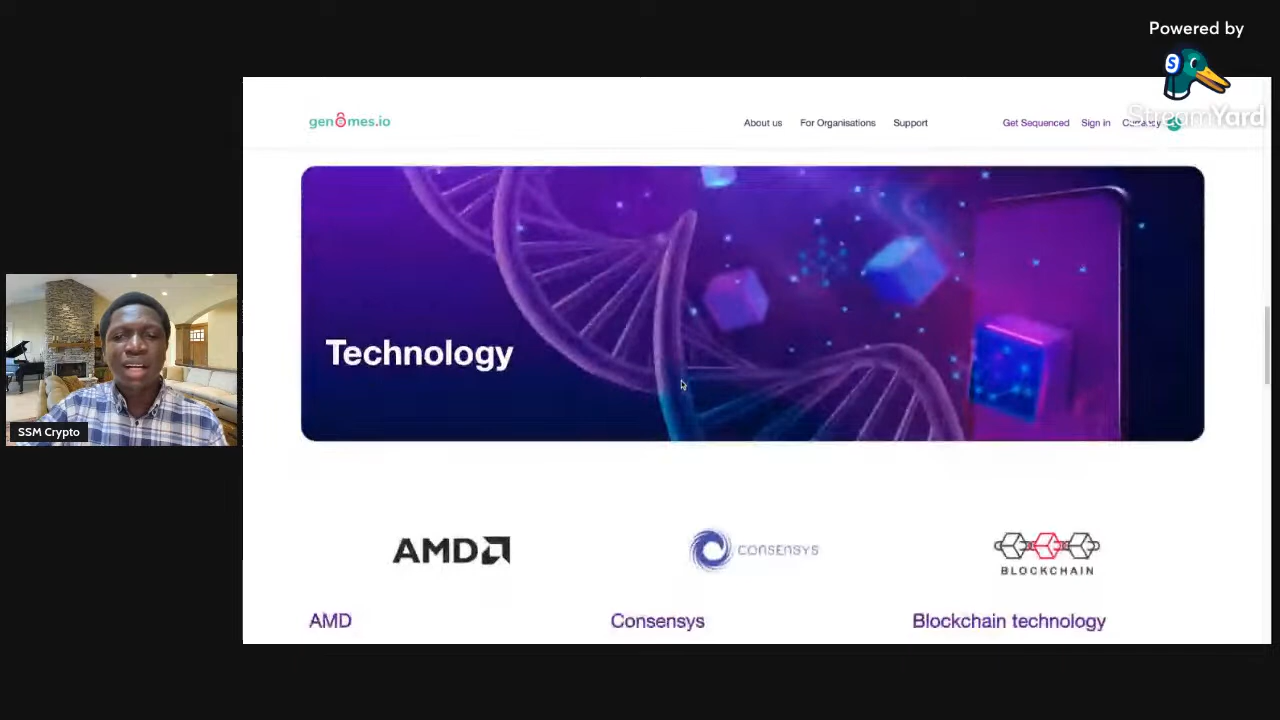 Powered by
StreamYard
genomes.io
About us For Organisations Support Get Sequenced Sign in Currency
Technology
SSM Crypto
AMD CONSENSYS BLOCKCHAIN
AMD Consensys Blockchain technology